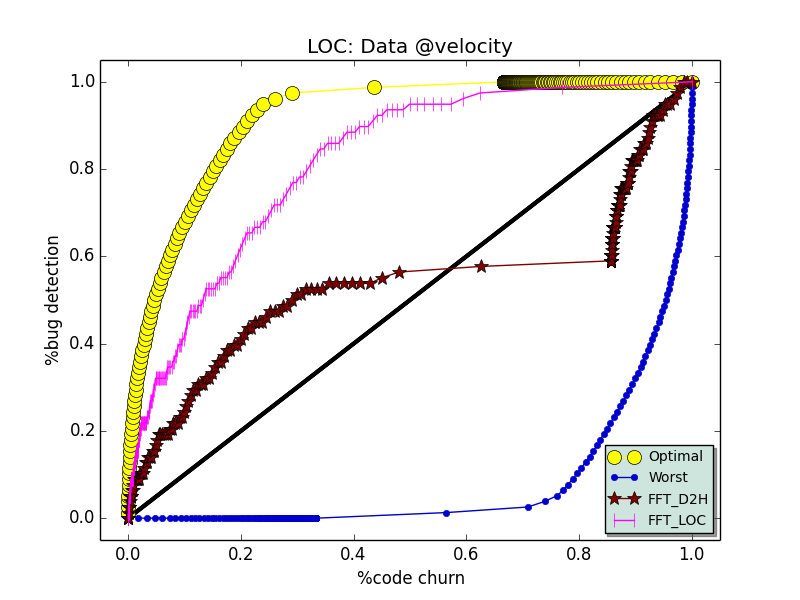 LOC: Data @velocity
%bug detection
1.0
0.8
0.6
0.4
0.2
0.0
0.0 0.2 0.4 0.6 0.8 1.0
%code churn
Optimal
Worst
FFT_D2H
FFT_LOC